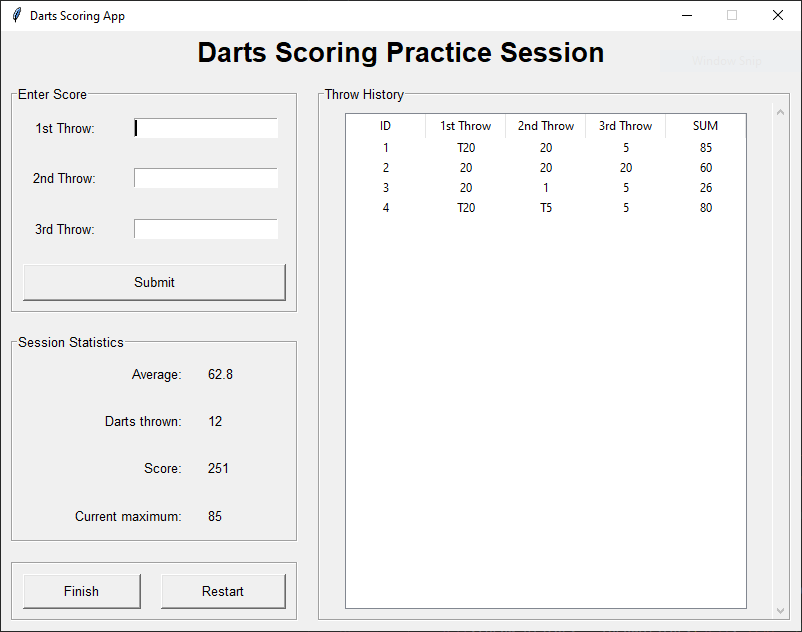 Darts Scoring App
Darts Scoring Practice Session
Window Snip
Enter Score
1st Throw:
2nd Throw:
3rd Throw:
Submit
Session Statistics
Average: 62.8
Darts thrown: 12
Score: 251
Current maximum: 85
Finish Restart
Throw History
ID 1st Throw 2nd Throw 3rd Throw SUM
1 T20 20 5 85
2 20 20 20 60
3 20 1 5 26
4 T20 T5 5 80